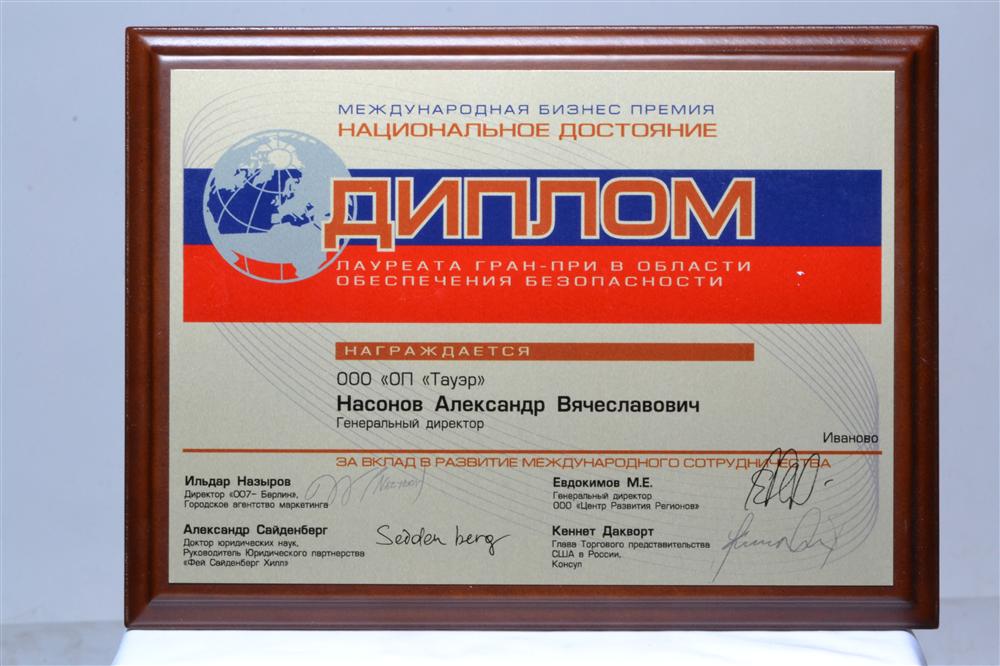 МЕЖДУНАРОДНАЯ БИЗНЕС ПРЕМИЯ
НАЦИОНАЛЬНОЕ ДОСТОЯНИЕ
ДИПЛОМ
ЛАУРЕАТА ГРАН-ПРИ В ОБЛАСТИ
ОБЕСПЕЧЕНИЯ БЕЗОПАСНОСТИ
НАГРАЖДАЕТСЯ
ООО «ОП «Тауэр»
Насонов Александр Вячеславович
Генеральный директор
Иваново
ЗА ВКЛАД В РАЗВИТИЕ МЕЖДУНАРОДНОГО СОТРУДНИЧЕСТВА
Ильдар Назыров
Директор «007- Берлин»,
Городское агентство маркетинга
Евдокимов М.Е.
Генеральный директор
ООО «Центр Развития Регионов»
Александр Сайденберг
Доктор юридических наук,
Руководитель Юридического партнерства
«Фей Сайденберг Хилл»
Seddenberg
Кеннет Дакворт
Глава Торгового представительства
США в России,
Консул